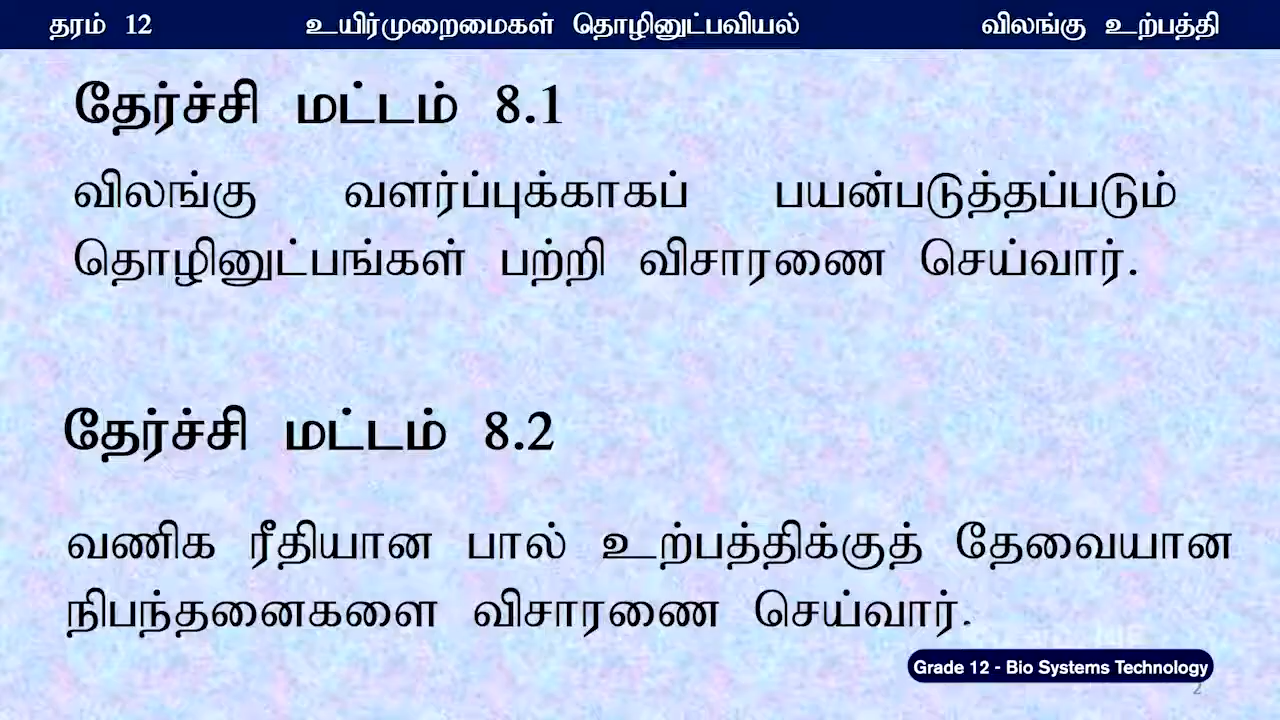 தரம் 12 உயிர்முறைமைகள் தொழினுட்பவியல் விலங்கு உற்பத்தி
தேர்ச்சி மட்டம் 8.1
விலங்கு வளர்ப்புக்காகப் பயன்படுத்தப்படும்
தொழினுட்பங்கள் பற்றி விசாரணை செய்வார்.
தேர்ச்சி மட்டம் 8.2
வணிக ரீதியான பால் உற்பத்திக்குத் தேவையான
நிபந்தனைகளை விசாரணை செய்வார்.
Grade 12 - Bio Systems Technology
2